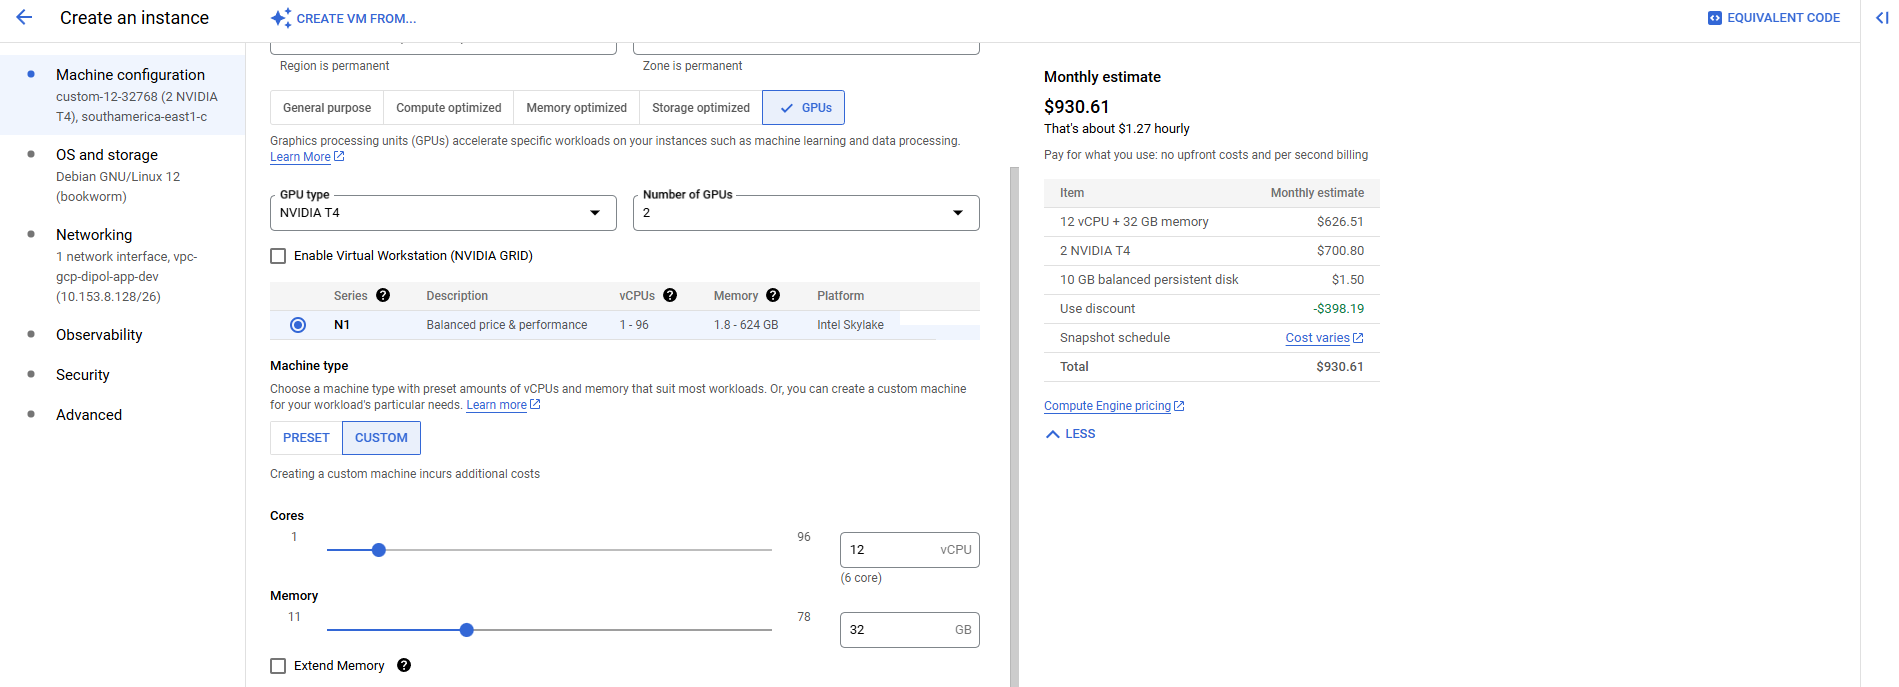 Create an instance
CREATE VM FROM...
EQUIVALENT CODE
Machine configuration
custom-12-32768 (2 NVIDIA
T4), southamerica-east1-c
OS and storage
Debian GNU/Linux 12
(bookworm)
Networking
1 network interface, vpc-
gcp-dipol-app-dev
(10.153.8.128/26)
Observability
Security
Advanced
Region is permanent
Zone is permanent
General purpose
Compute optimized
Memory optimized
Storage optimized
GPUs
Graphics processing units (GPUs) accelerate specific workloads on your instances such as machine learning and data processing.
Learn More
GPU type
NVIDIA T4
Number of GPUs
2
Enable Virtual Workstation (NVIDIA GRID)
Series ? Description vCPUs ? Memory ? Platform
N1 Balanced price & performance 1 - 96 1.8 - 624 GB Intel Skylake
Machine type
Choose a machine type with preset amounts of vCPUs and memory that suit most workloads. Or, you can create a custom machine
for your workload's particular needs. Learn more
PRESET
CUSTOM
Creating a custom machine incurs additional costs
Cores
1
96
12 vCPU
(6 core)
Memory
11
78
32 GB
Extend Memory ?
Monthly estimate
$930.61
That's about $1.27 hourly
Pay for what you use: no upfront costs and per second billing
Item Monthly estimate
12 vCPU + 32 GB memory $626.51
2 NVIDIA T4 $700.80
10 GB balanced persistent disk $1.50
Use discount -$398.19
Snapshot schedule Cost varies
Total $930.61
Compute Engine pricing
LESS